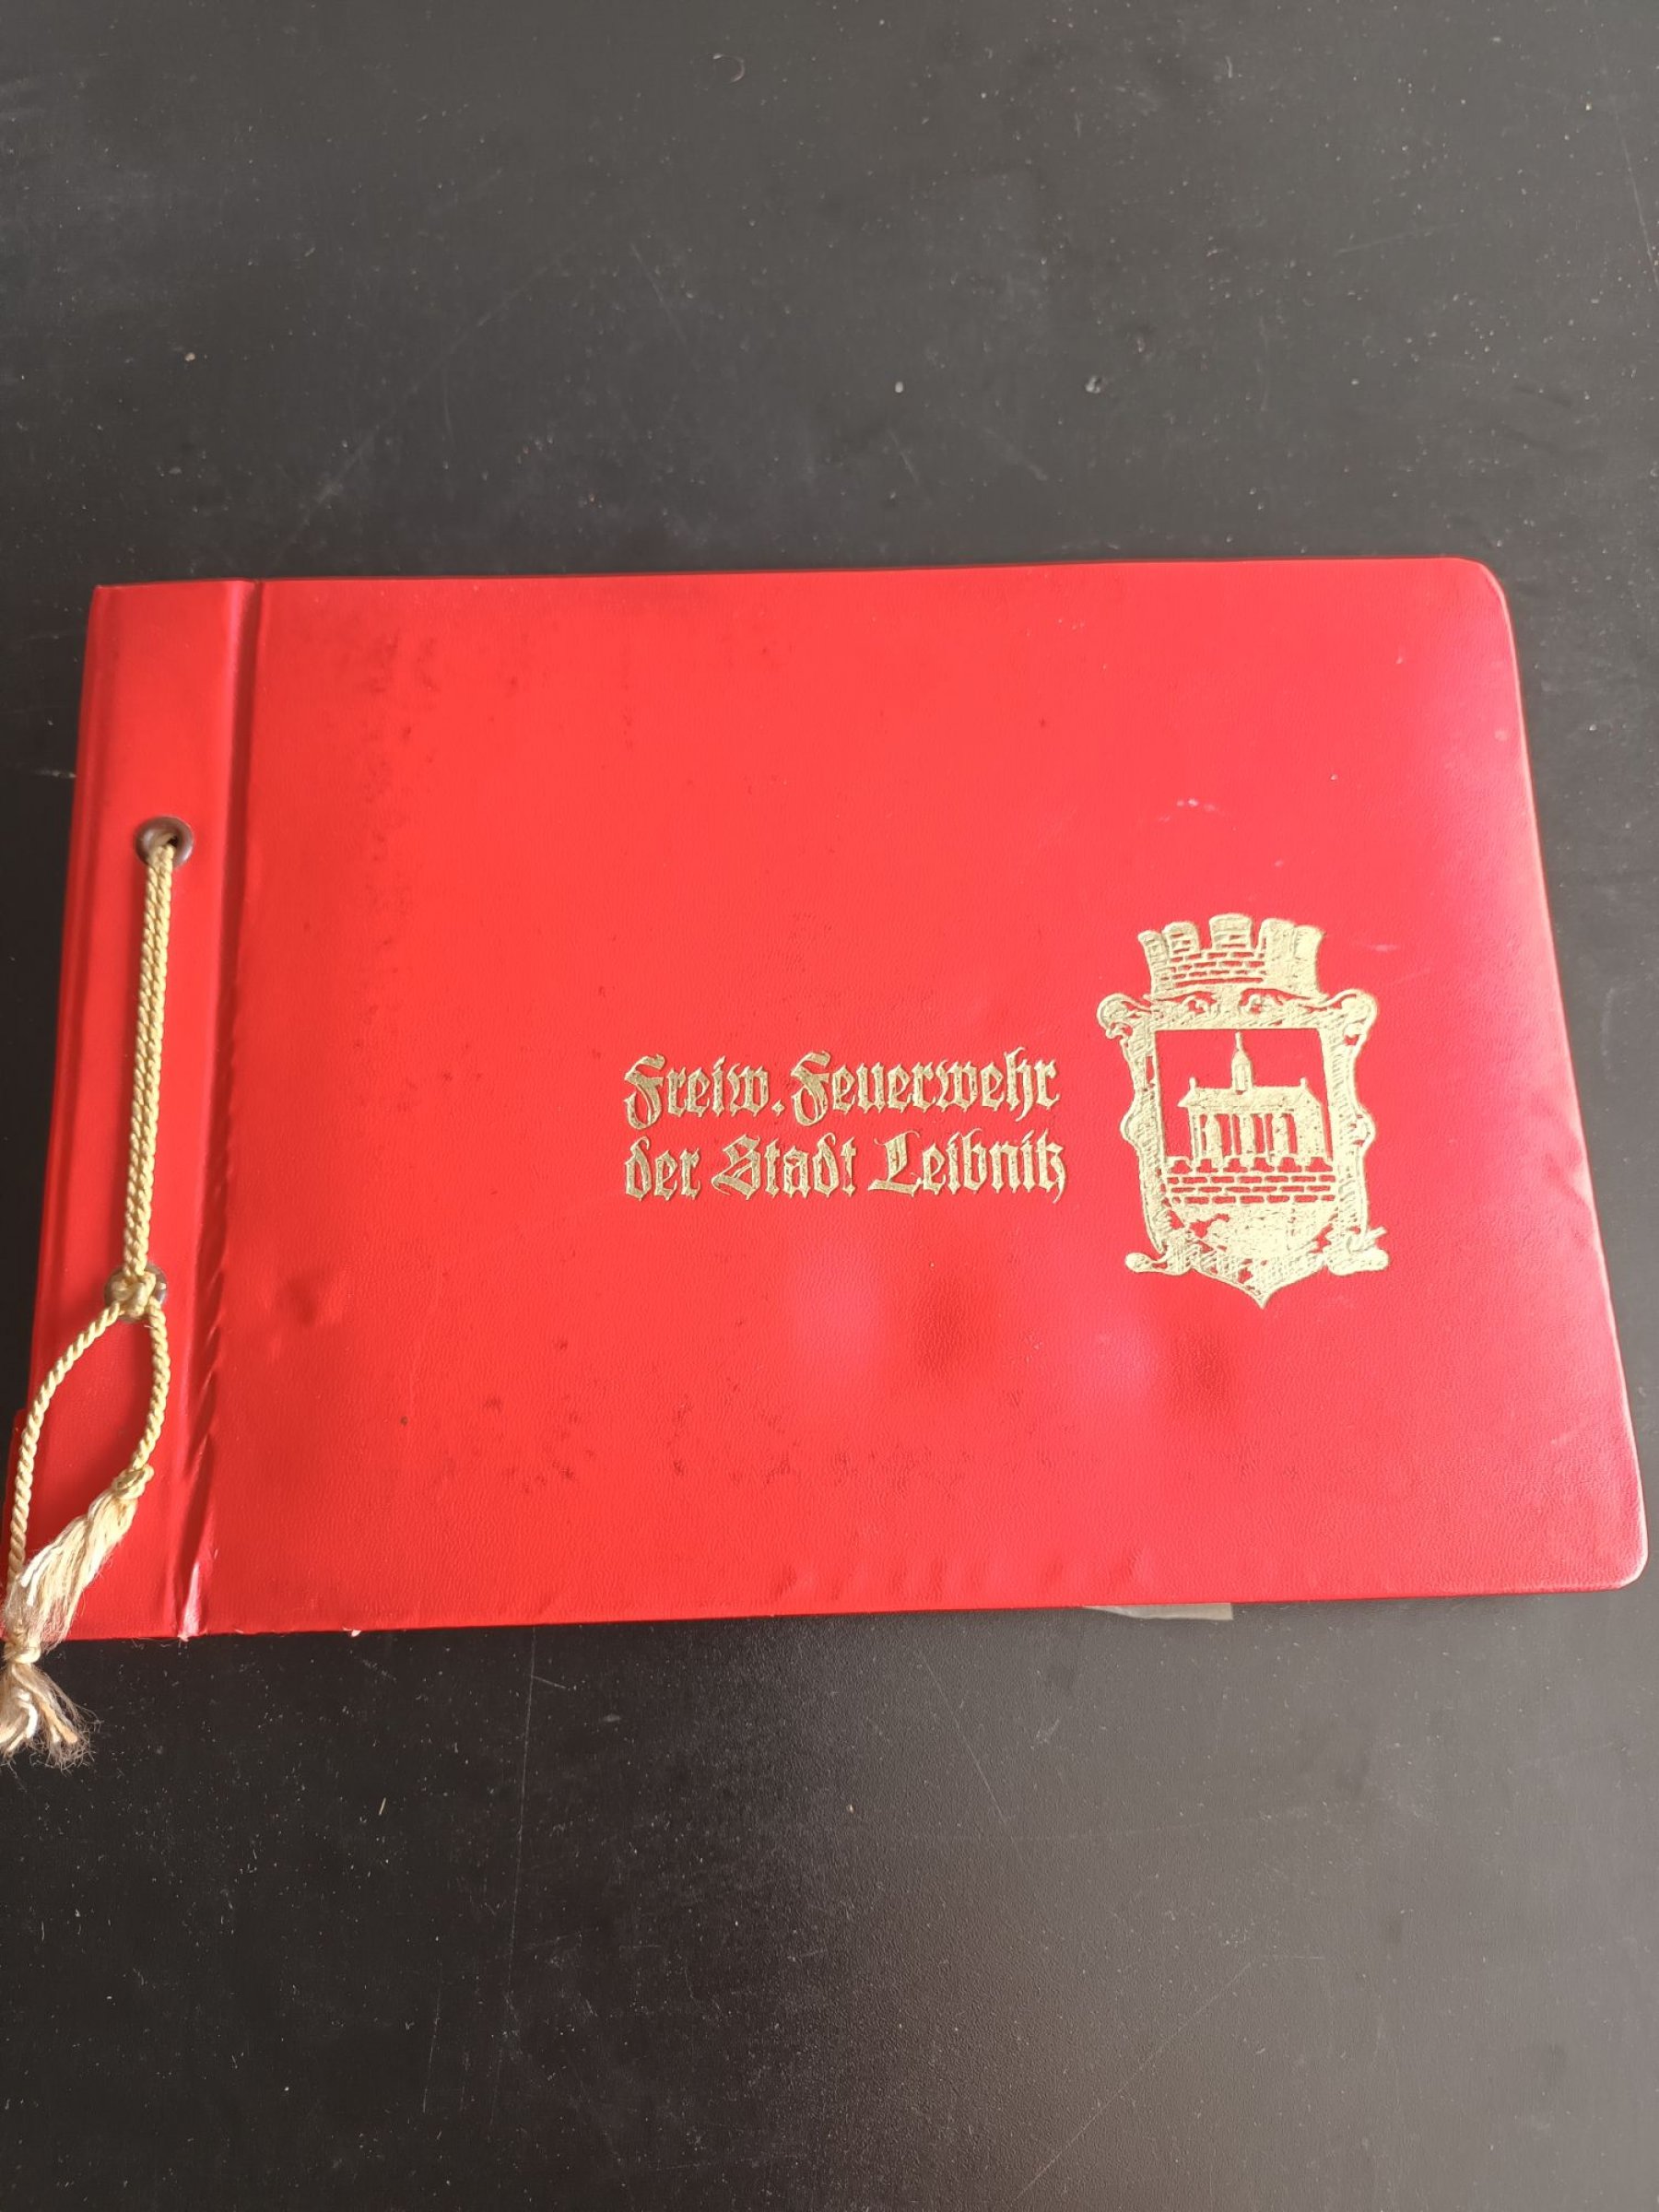 Freiw. Feuerwehr
der Stadt Leibnitz